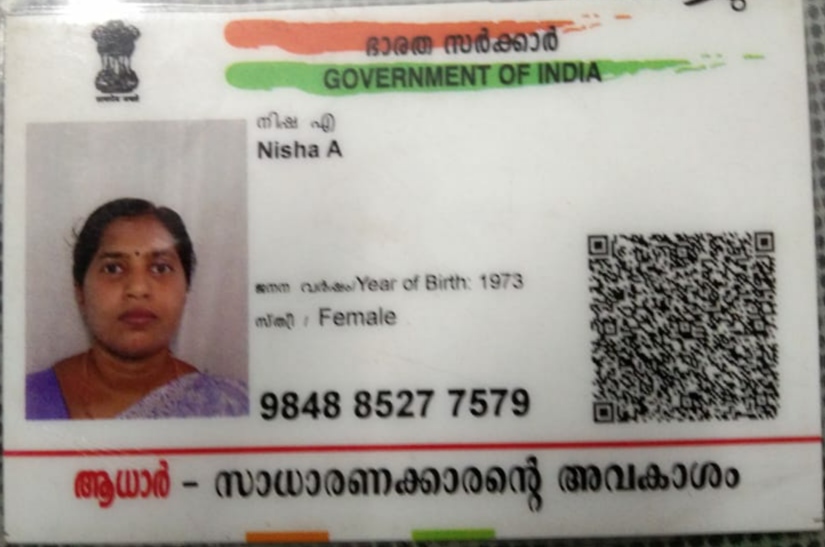 ഭാരത സർക്കാർ
GOVERNMENT OF INDIA
നിഷ എ
Nisha A
ജനന വർഷം/Year of Birth: 1973
സ്ത്രീ / Female
9848 8527 7579
ആധാർ - സാധാരണക്കാരന്റെ അവകാശം